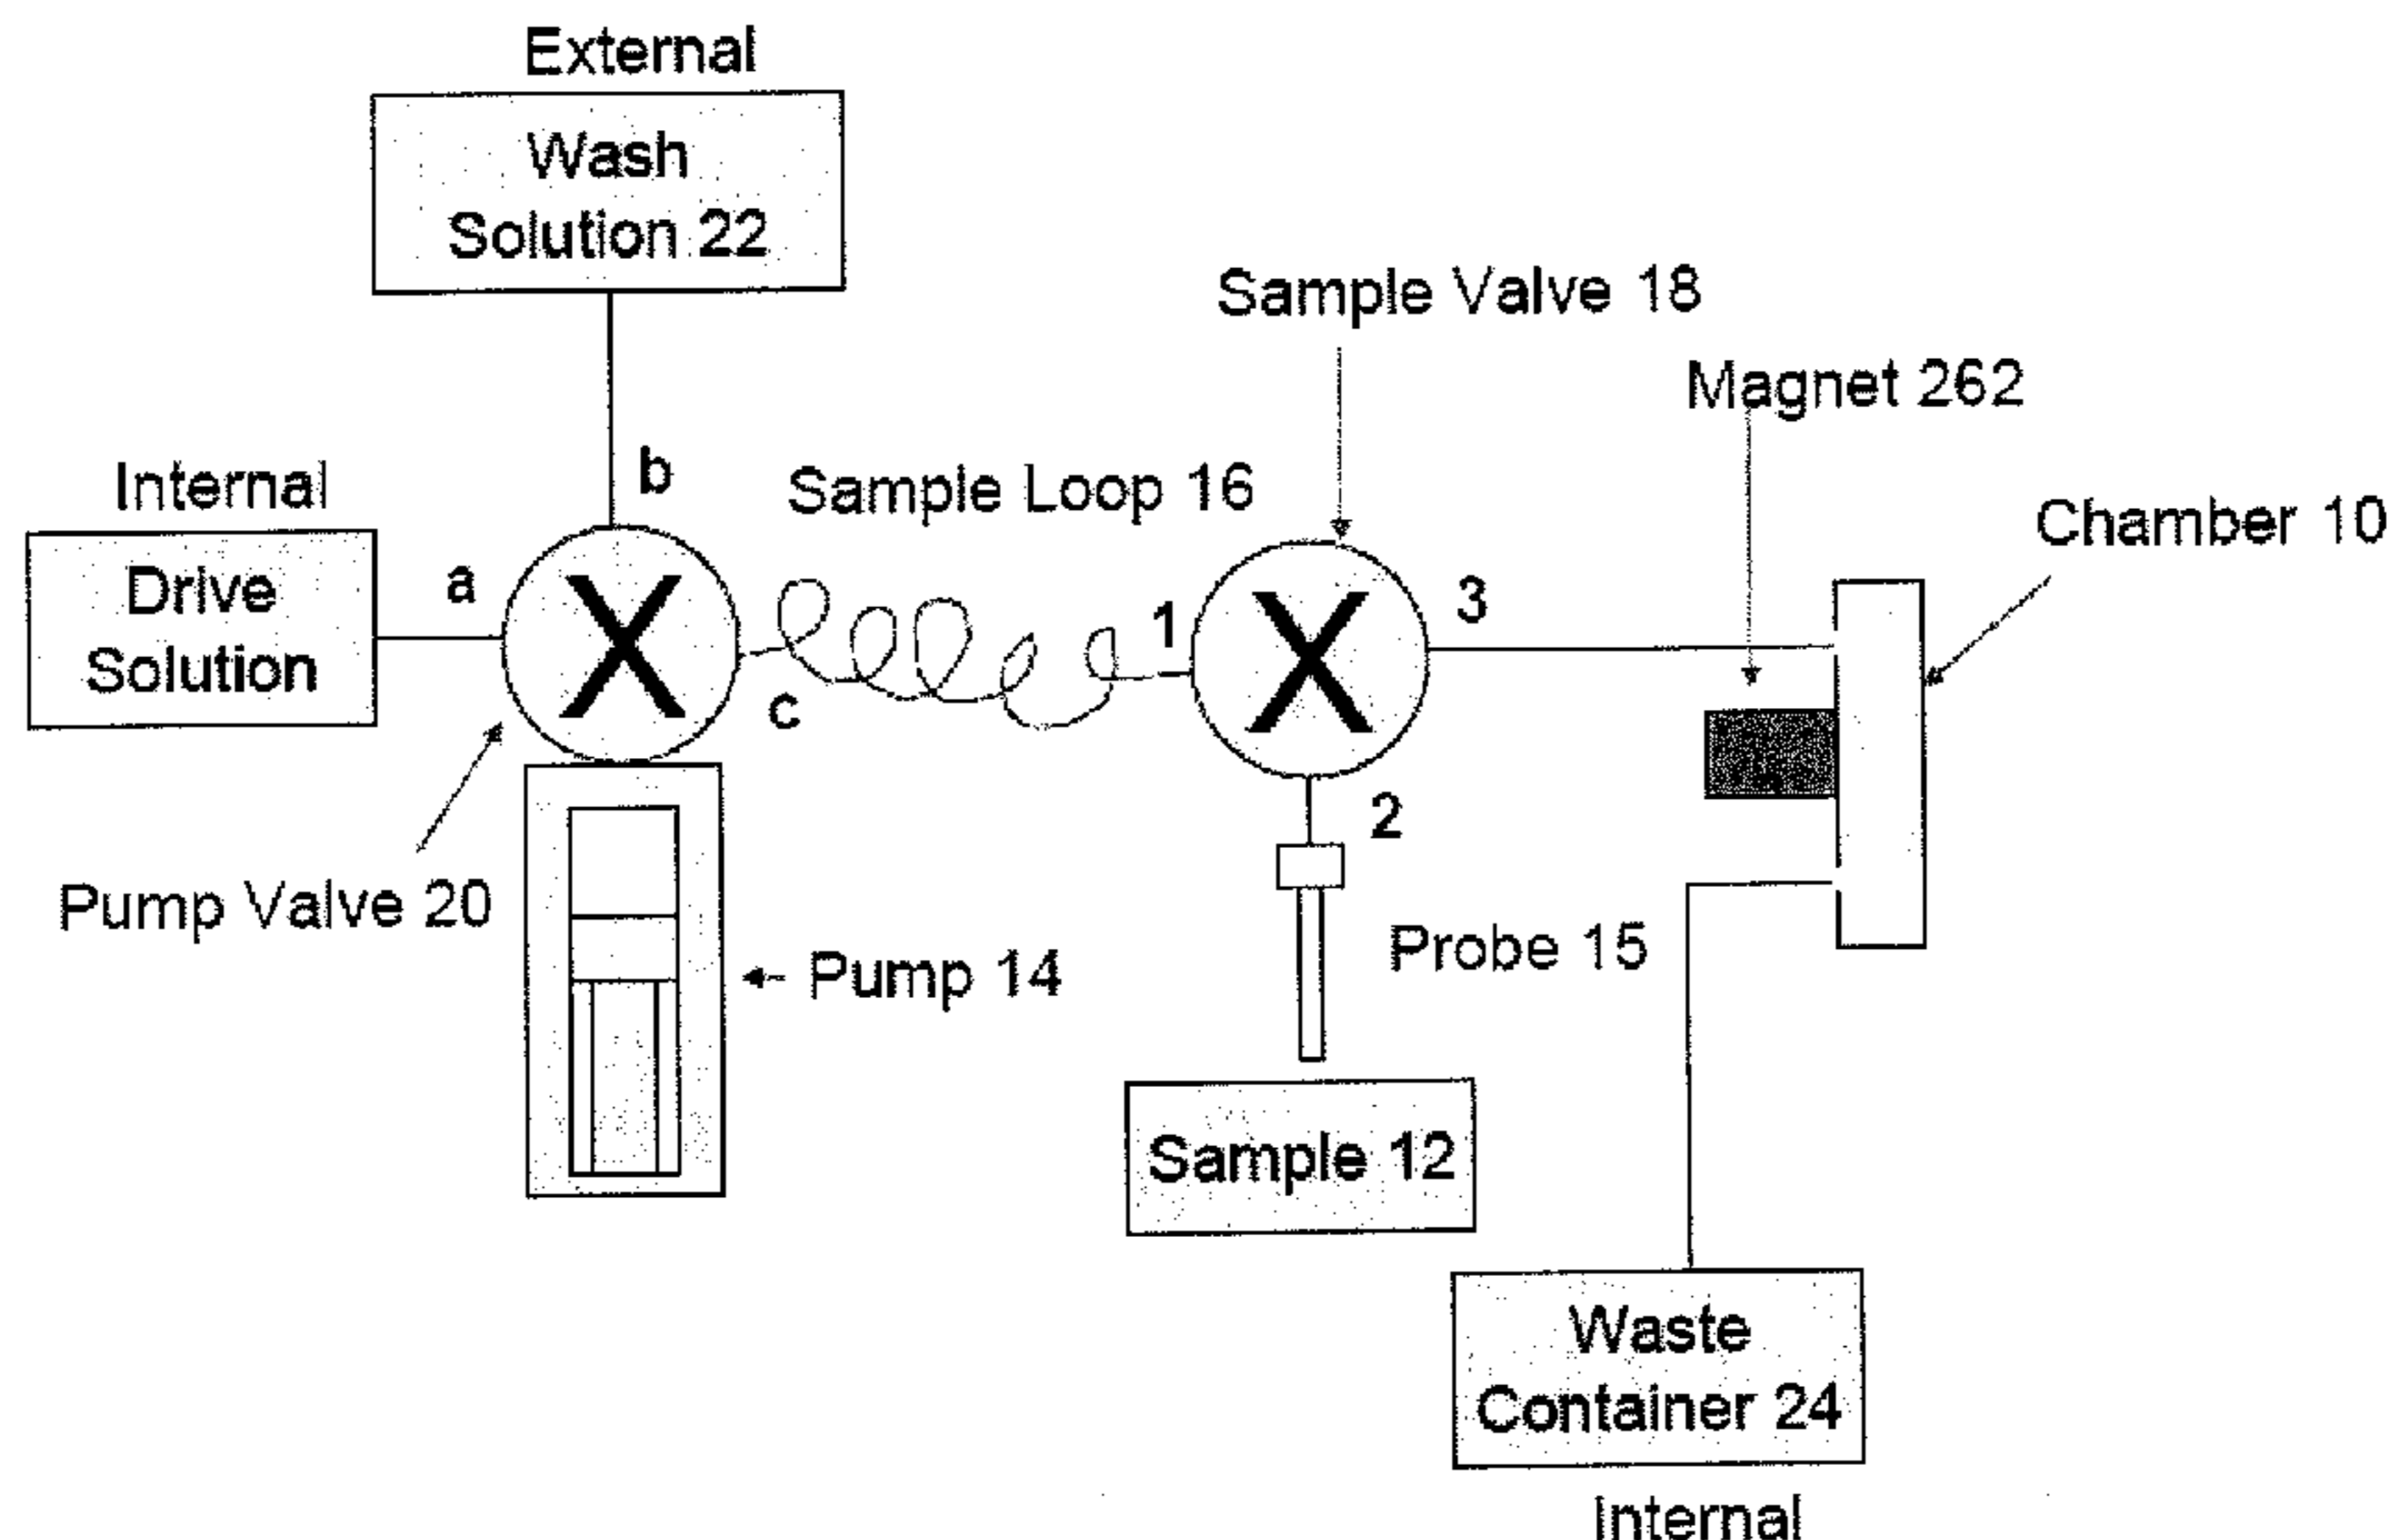 External
Wash
Solution 22
Sample Valve 18
Magnet 262
Internal
b
Sample Loop 16
Chamber 10
Drive
Solution
a
c
1
3
2
Pump Valve 20
Pump 14
Probe 15
Sample 12
Waste
Container 24
Internal